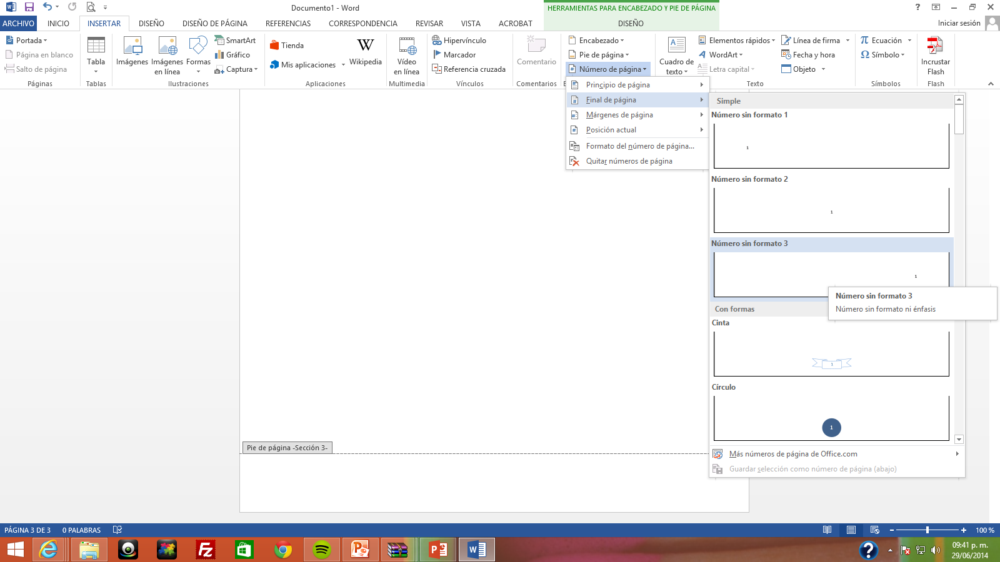 Documento1 - Word
HERRAMIENTAS PARA ENCABEZADO Y PIE DE PÁGINA
?
ARCHIVO INICIO INSERTAR DISEÑO DISEÑO DE PÁGINA REFERENCIAS CORRESPONDENCIA REVISAR VISTA ACROBAT DISEÑO Iniciar sesión
Portada
Página en blanco
Salto de página
Páginas
Tabla
Tablas
Imágenes
Imágenes en línea
Formas
SmartArt
Gráfico
Captura
Ilustraciones
Tienda
Mis aplicaciones
W
Wikipedia
Aplicaciones
Vídeo
en línea
Multimedia
Hipervínculo
Marcador
Referencia cruzada
Vínculos
Comentario
Comentarios
Encabezado
Pie de página
Número de página
E
Cuadro de
texto
Elementos rápidos
WordArt
Letra capital
Línea de firma
Fecha y hora
Objeto
Texto
π Ecuación
Ω Símbolo
Símbolos
Incrustar
Flash
Flash
Principio de página
Final de página
Márgenes de página
Posición actual
Formato del número de página...
Quitar números de página
Simple
Número sin formato 1
1
Número sin formato 2
1
Número sin formato 3
1
Número sin formato 3
Número sin formato ni énfasis
Con formas
Cinta
1
Círculo
1
Más números de página de Office.com
Guardar selección como número de página (abajo)
Pie de página -Sección 3-
PÁGINA 3 DE 3 0 PALABRAS 100 %
09:41 p. m.
29/06/2014